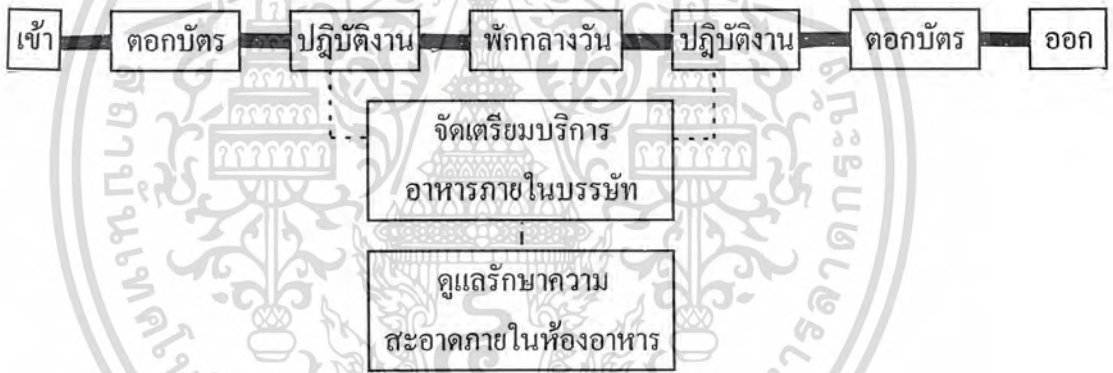 เข้า ตอกบัตร ปฏิบัติงาน พักกลางวัน ปฏิบัติงาน ตอกบัตร ออก
จัดเตรียมบริการ
อาหารภายในบรรษัท
ดูแลรักษาความ
สะอาดภายในห้องอาหาร